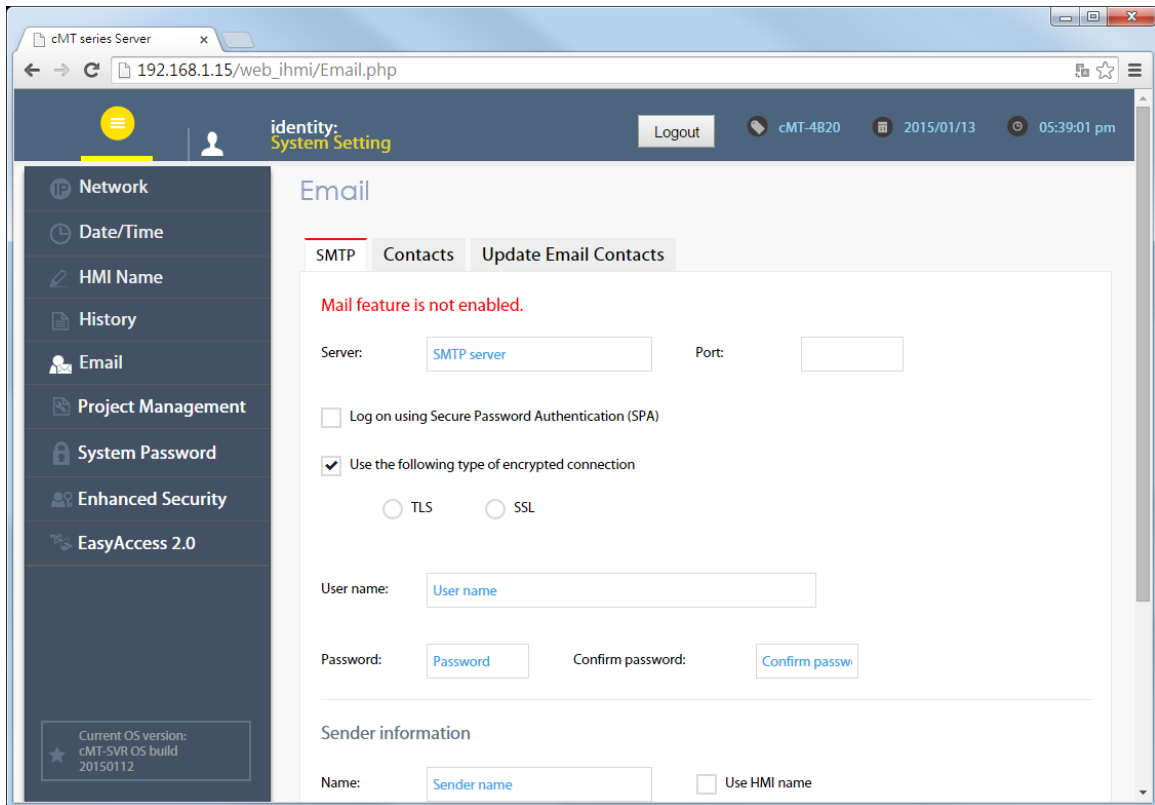 cMT series Server
192.168.1.15/web_ihmi/Email.php
identity:
System Setting
Logout
cMT-4B20
2015/01/13
05:39:01 pm
Network
Date/Time
HMI Name
History
Email
Project Management
System Password
Enhanced Security
EasyAccess 2.0
Current OS version:
cMT-SVR OS build
20150112
Email
SMTP Contacts Update Email Contacts
Mail feature is not enabled.
Server: SMTP server Port:
Log on using Secure Password Authentication (SPA)
Use the following type of encrypted connection
TLS SSL
User name: User name
Password: Password Confirm password: Confirm passw
Sender information
Name: Sender name Use HMI name